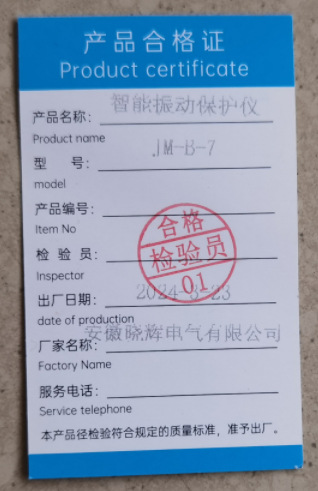 产品合格证
Product certificate
产品名称： 智能振动保护仪
Product name
型 号： JM-B-7
model
产品编号：
Item No
合格
检验员
01
检 验 员：
Inspector
出厂日期： 2024-8-23
date of production
安徽晓辉电气有限公司
厂家名称：
Factory Name
服务电话：
Service telephone
本产品径检验符合规定的质量标准，准予出厂。